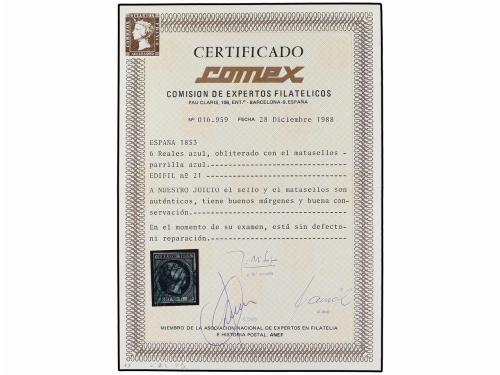 CERTIFICADO
comex
COMISION DE EXPERTOS FILATELICOS
PAU CLARIS, 106, ENT.º - BARCELONA-9. ESPAÑA
Nº 016.959 FECHA 28 Diciembre 1988
ESPAÑA 1853
6 Reales azul, obliterado con el matasellos -
parrilla azul.
EDIFIL nº 21
A NUESTRO JUICIO el sello y el matasellos son
auténticos, tiene buenos márgenes y buena con-
servación.
En el momento de su examen, está sin defecto-
ni reparación.
MIEMBRO DE LA ASOCIACION NACIONAL DE EXPERTOS EN FILATELIA
E HISTORIA POSTAL: ANEF